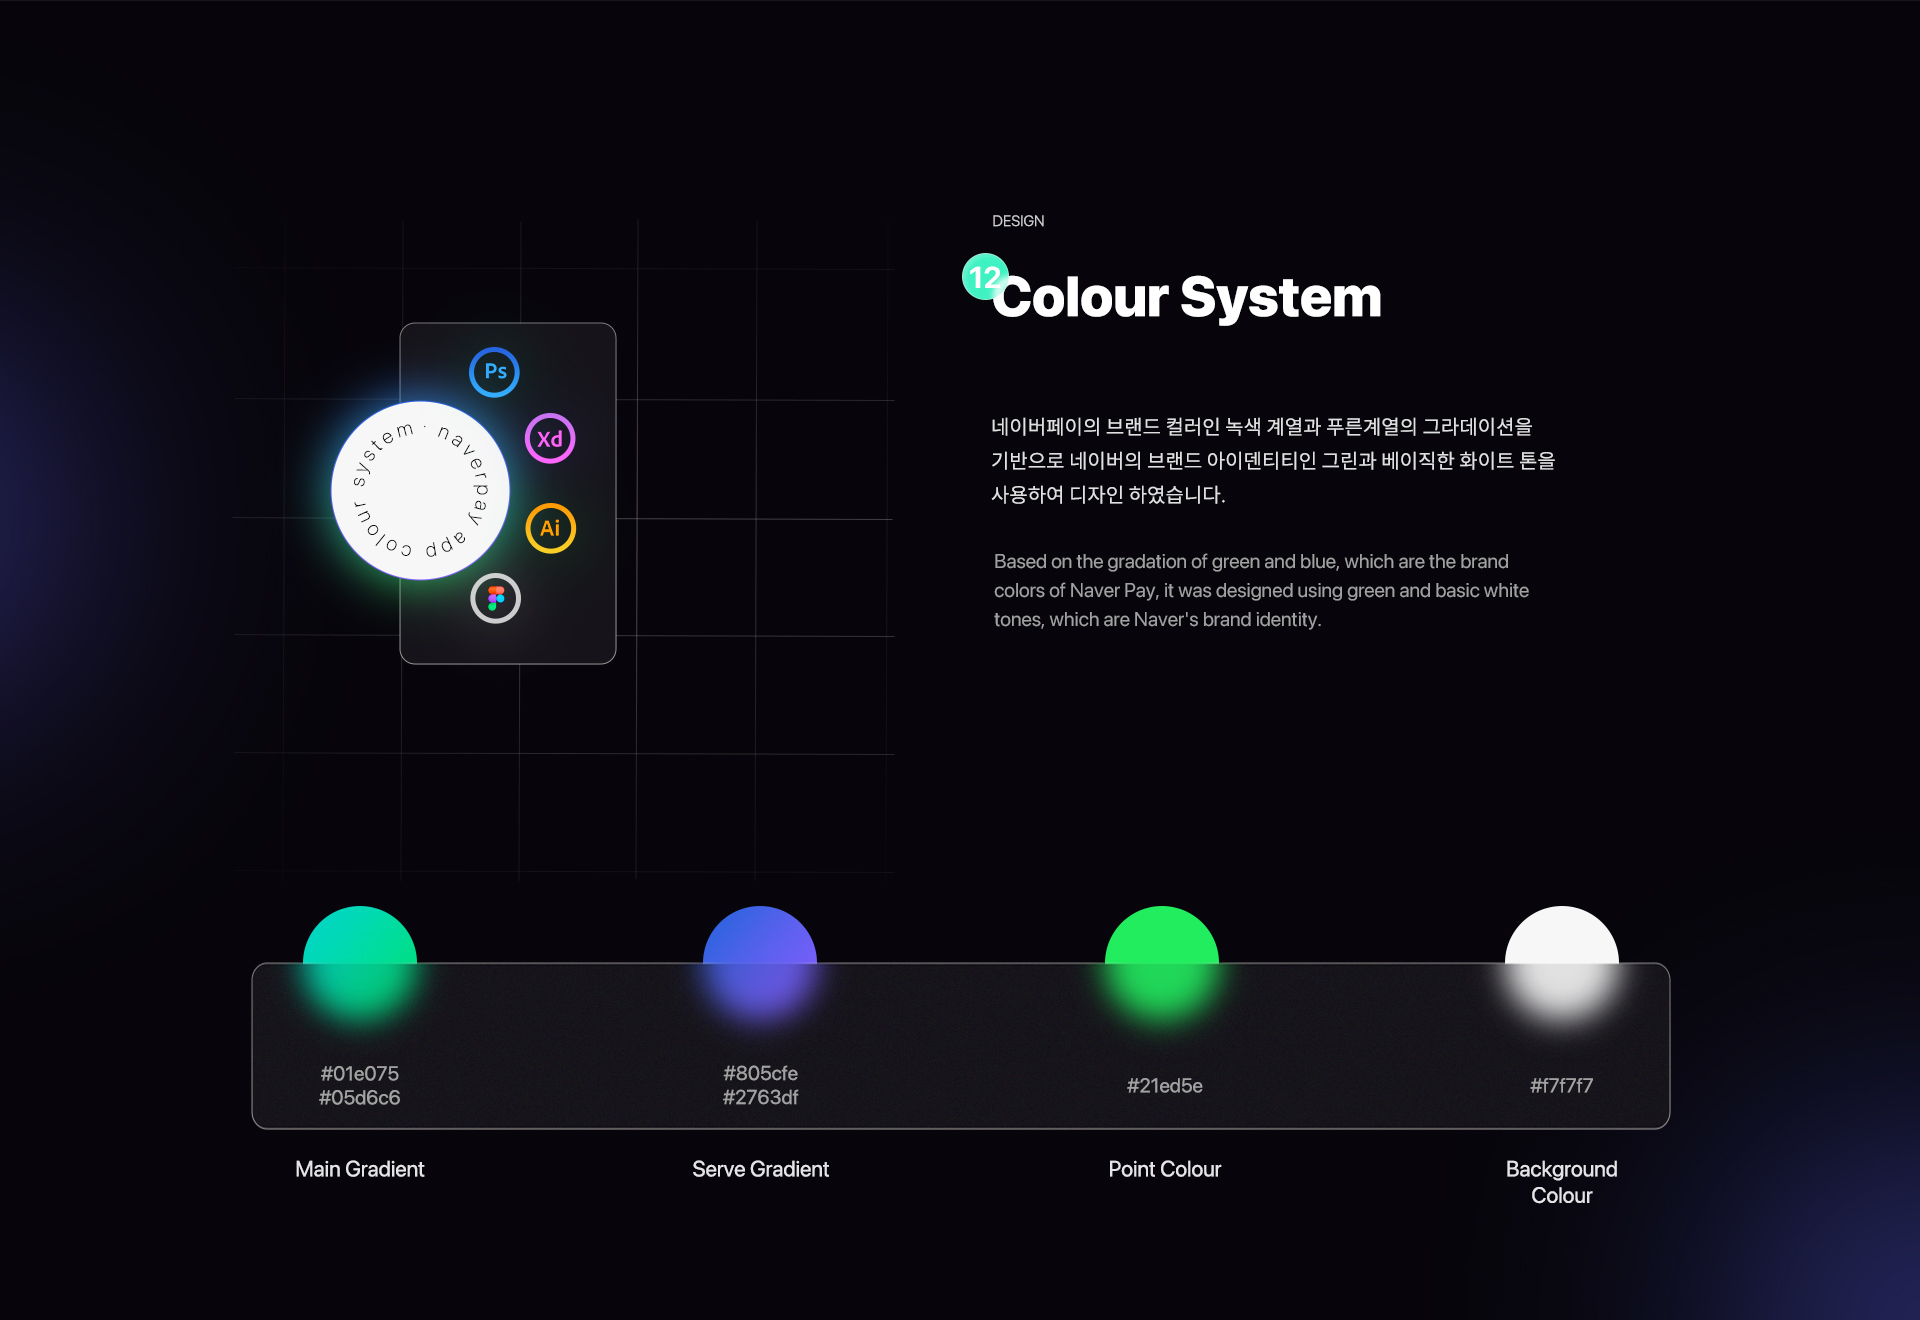 DESIGN
12
Colour System
네이버페이의 브랜드 컬러인 녹색 계열과 푸른계열의 그라데이션을
기반으로 네이버의 브랜드 아이덴티티인 그린과 베이직한 화이트 톤을
사용하여 디자인 하였습니다.
Based on the gradation of green and blue, which are the brand
colors of Naver Pay, it was designed using green and basic white
tones, which are Naver's brand identity.
Ps
Xd
Ai
naverpay app colour system ·
#01e075
#05d6c6
#805cfe
#2763df
#21ed5e
#f7f7f7
Main Gradient
Serve Gradient
Point Colour
Background
Colour